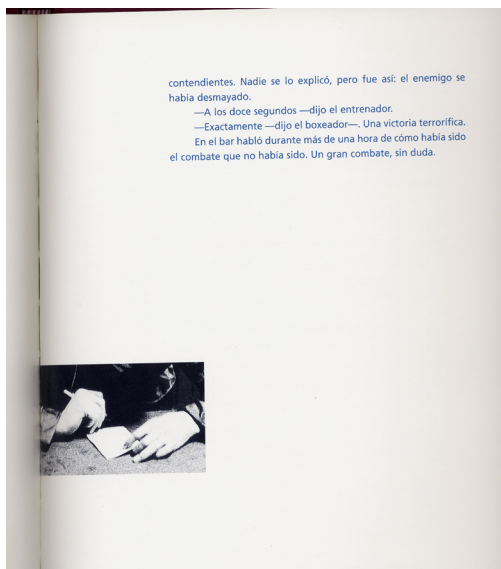 contendientes. Nadie se lo explicó, pero fue así: el enemigo se
había desmayado.
—A los doce segundos —dijo el entrenador.
—Exactamente —dijo el boxeador—. Una victoria terrorífica.
En el bar habló durante más de una hora de cómo había sido
el combate que no había sido. Un gran combate, sin duda.